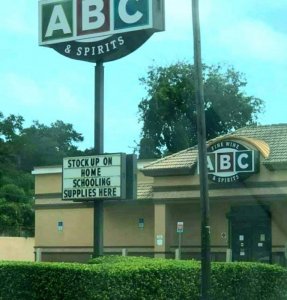 ABC
& SPIRITS
STOCK UP ON
HOME
SCHOOLING
SUPPLIES HERE
FINE WINE
ABC
& SPIRITS